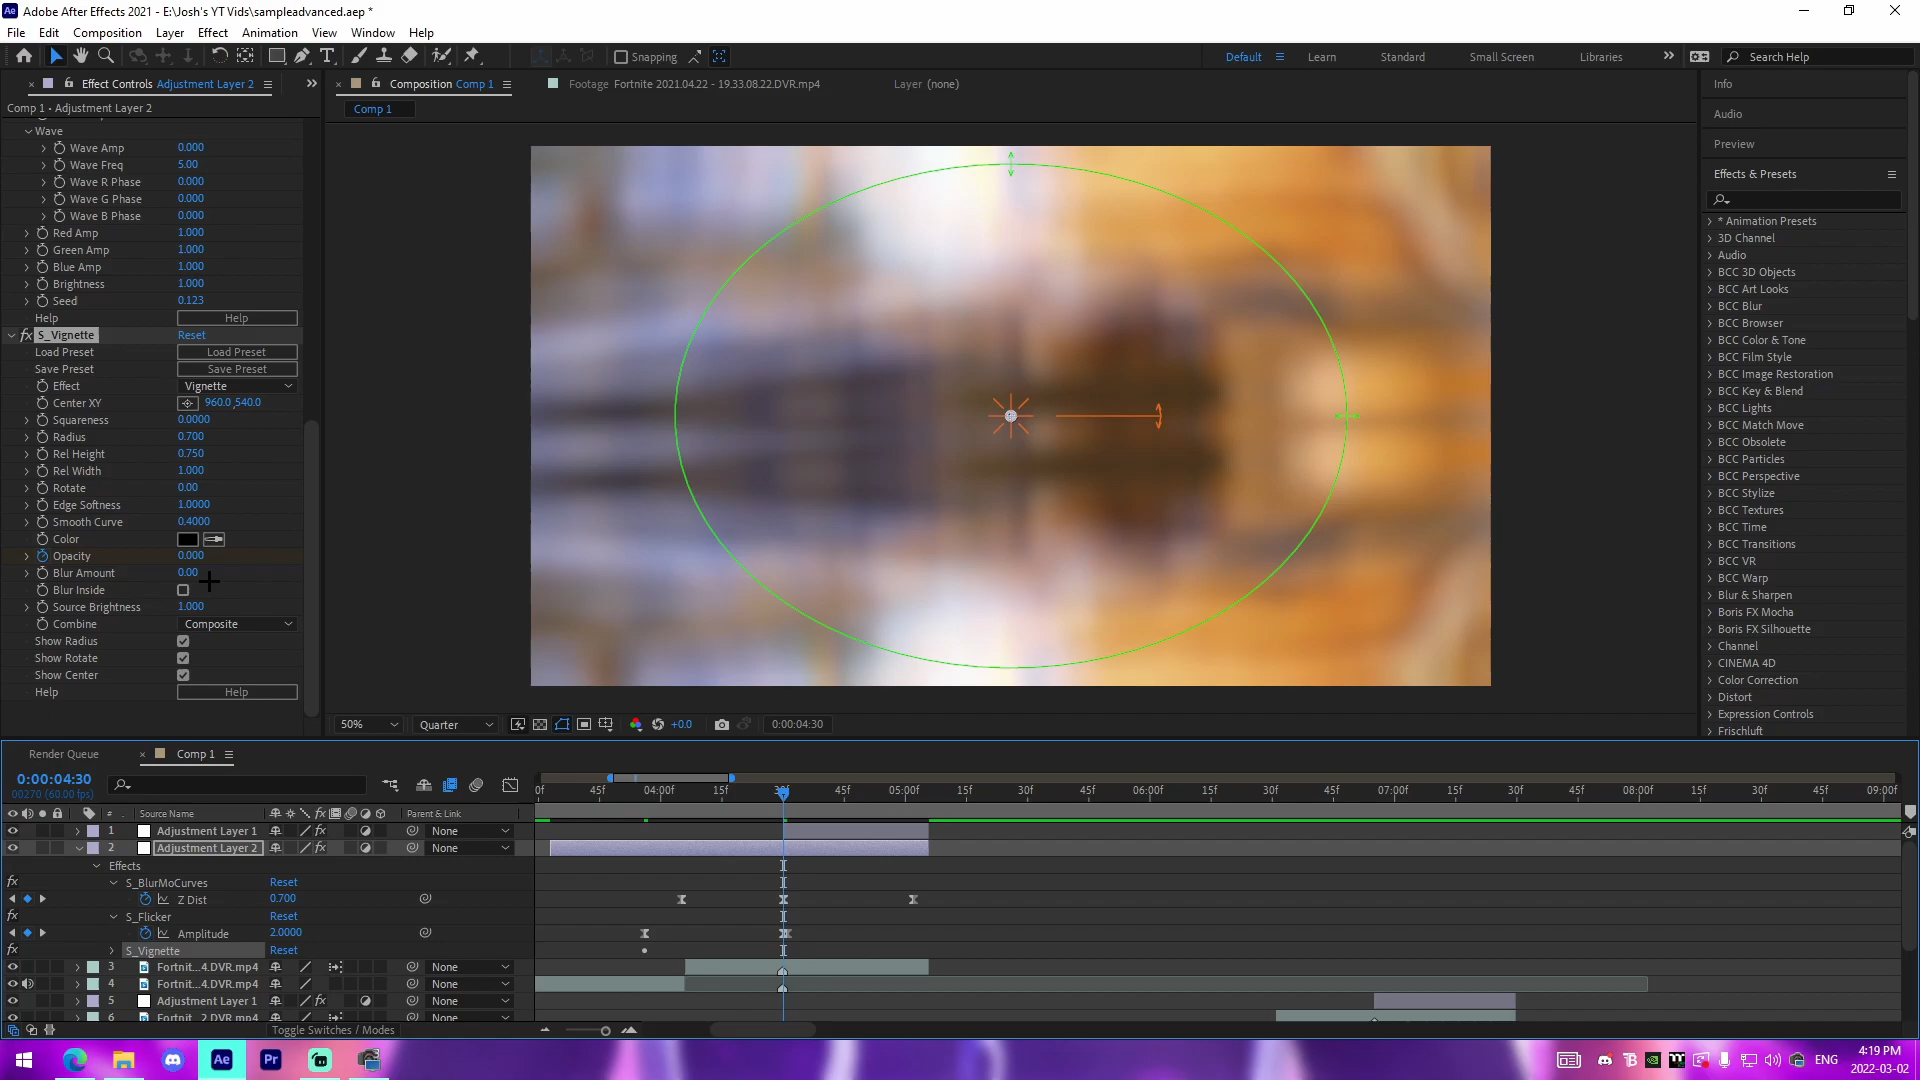 Adobe After Effects 2021 - E:\Josh's YT Vids\sampleadvanced.aep *
File Edit Composition Layer Effect Animation View Window Help
Snapping
Default Learn Standard Small Screen Libraries Search Help
Effect Controls Adjustment Layer 2
Composition Comp 1
Footage Fortnite 2021.04.22 - 19.33.08.22.DVR.mp4
Layer (none)
Comp 1 • Adjustment Layer 2
Comp 1
Wave
Wave Amp 0.000
Wave Freq 5.00
Wave R Phase 0.000
Wave G Phase 0.000
Wave B Phase 0.000
Red Amp 1.000
Green Amp 1.000
Blue Amp 1.000
Brightness 1.000
Seed 0.123
Help Help
fx S_Vignette Reset
Load Preset Load Preset
Save Preset Save Preset
Effect Vignette
Center XY 960.0,540.0
Squareness 0.0000
Radius 0.700
Rel Height 0.750
Rel Width 1.000
Rotate 0.00
Edge Softness 1.0000
Smooth Curve 0.4000
Color
Opacity 0.000
Blur Amount 0.00
Blur Inside
Source Brightness 1.000
Combine Composite
Show Radius
Show Rotate
Show Center
Help Help
50% Quarter +0.0 0:00:04:30
Info
Audio
Preview
Effects & Presets
* Animation Presets
3D Channel
Audio
BCC 3D Objects
BCC Art Looks
BCC Blur
BCC Browser
BCC Color & Tone
BCC Film Style
BCC Image Restoration
BCC Key & Blend
BCC Lights
BCC Match Move
BCC Obsolete
BCC Particles
BCC Perspective
BCC Stylize
BCC Textures
BCC Time
BCC Transitions
BCC VR
BCC Warp
Blur & Sharpen
Boris FX Mocha
Boris FX Silhouette
Channel
CINEMA 4D
Color Correction
Distort
Expression Controls
Frischluft
Render Queue Comp 1
0:00:04:30
00270 (60.00 fps)
0f 45f 04:00f 15f 30f 45f 05:00f 15f 30f 45f 06:00f 15f 30f 45f 07:00f 15f 30f 45f 08:00f 15f 30f 45f 09:00f
# Source Name Parent & Link
1 Adjustment Layer 1 None
2 Adjustment Layer 2 None
Effects
fx S_BlurMoCurves Reset
Z Dist 0.700
fx S_Flicker Reset
Amplitude 2.0000
fx S_Vignette Reset
3 Fortnit...4.DVR.mp4 None
4 Fortnit...4.DVR.mp4 None
5 Adjustment Layer 1 None
6 Fortnit...2.DVR.mp4 None
Toggle Switches / Modes
Ae Pr
ENG
4:19 PM
2022-03-02